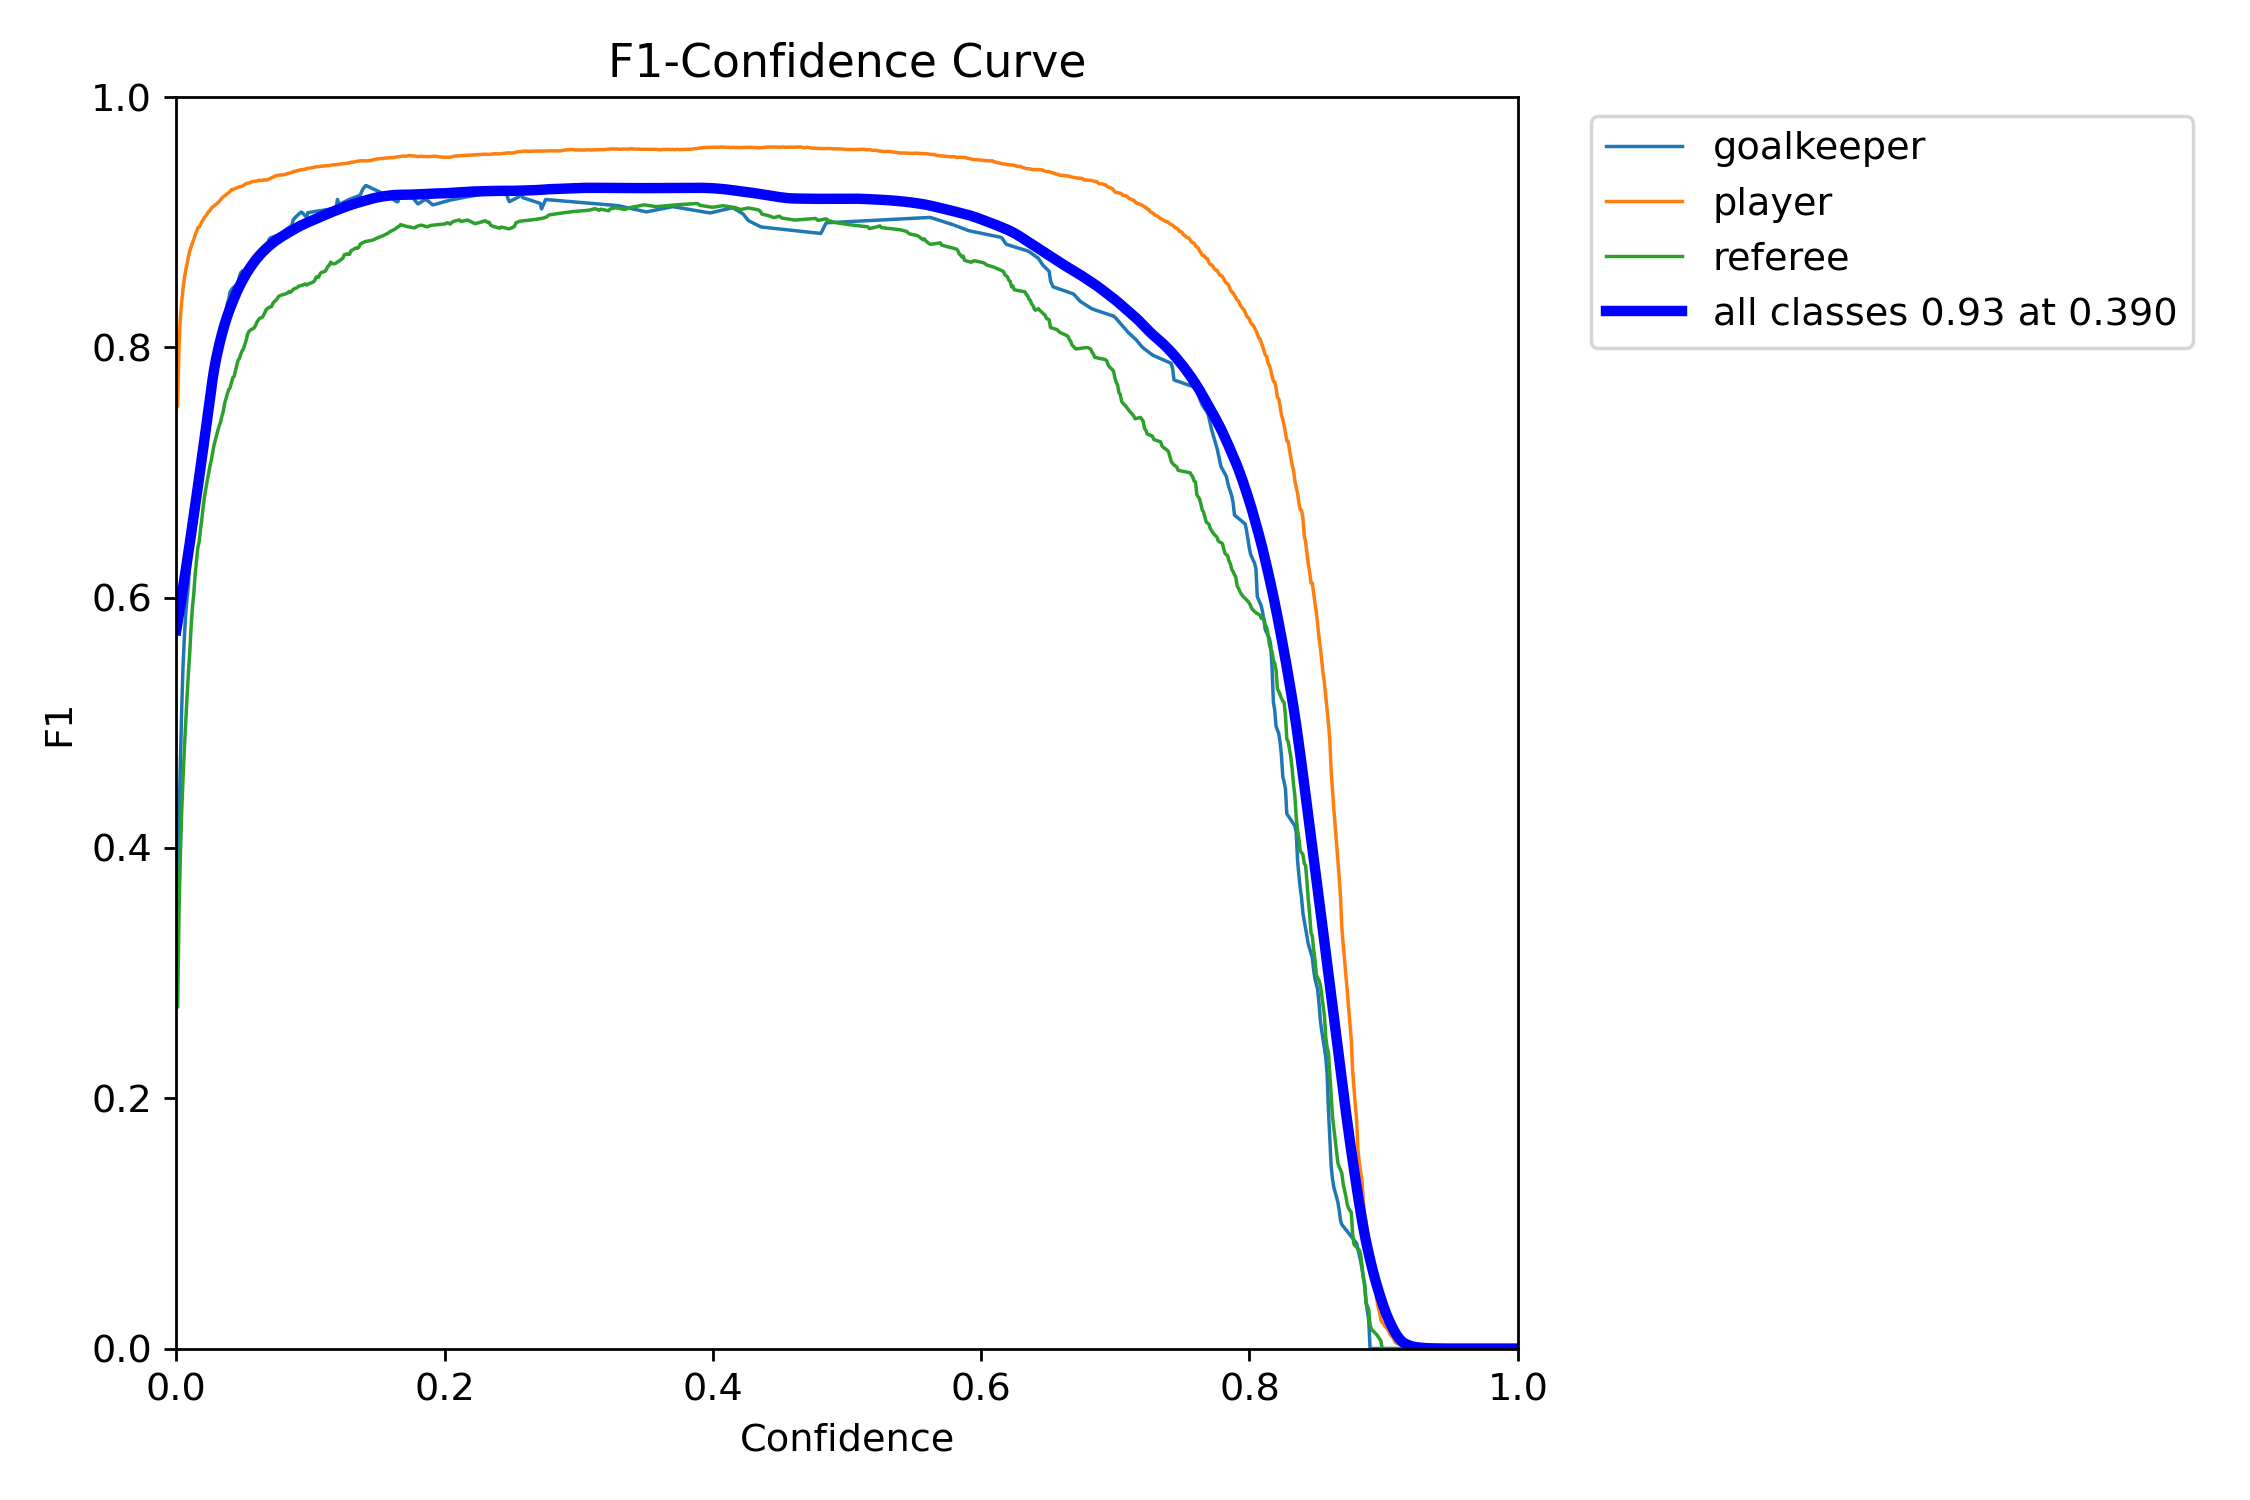 F1-Confidence Curve
1.0
0.8
0.6
0.4
0.2
0.0
F1
0.0 0.2 0.4 0.6 0.8 1.0
Confidence
goalkeeper
player
referee
all classes 0.93 at 0.390